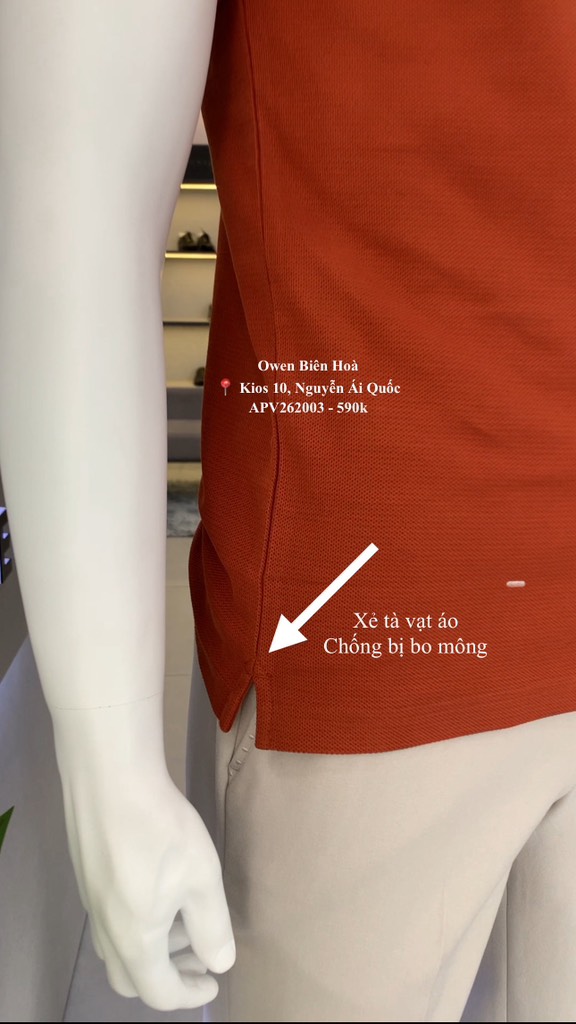 Owen Biên Hoà
📍 Kios 10, Nguyễn Ái Quốc
APV262003 - 590k
Xẻ tà vạt áo
Chống bị bo mông